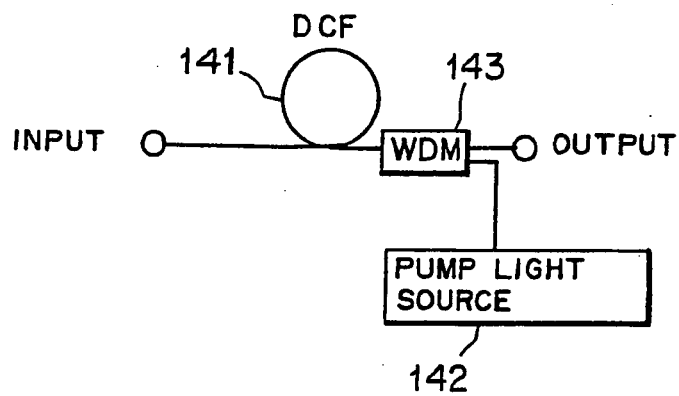 DCF
141
143
INPUT
WDM
OUTPUT
PUMP LIGHT
SOURCE
142